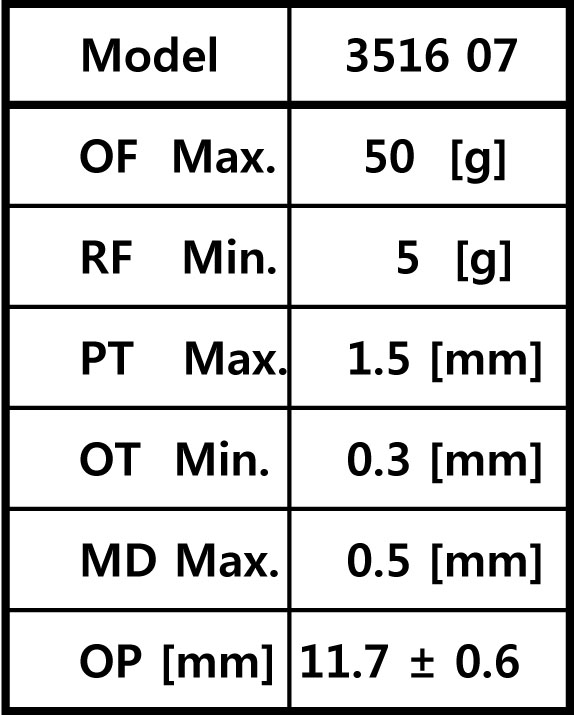 Model 3516 07
OF Max. 50 [g]
RF Min. 5 [g]
PT Max. 1.5 [mm]
OT Min. 0.3 [mm]
MD Max. 0.5 [mm]
OP [mm] 11.7 ± 0.6